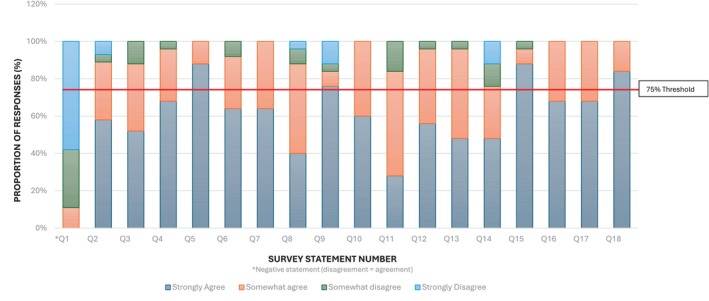 120%
100%
80%
60%
40%
20%
0%
PROPORTION OF RESPONSES (%)
75% Threshold
*Q1 Q2 Q3 Q4 Q5 Q6 Q7 Q8 Q9 Q10 Q11 Q12 Q13 Q14 Q15 Q16 Q17 Q18
SURVEY STATEMENT NUMBER
*Negative statement (disagreement = agreement)
Strongly Agree Somewhat agree Somewhat disagree Strongly Disagree